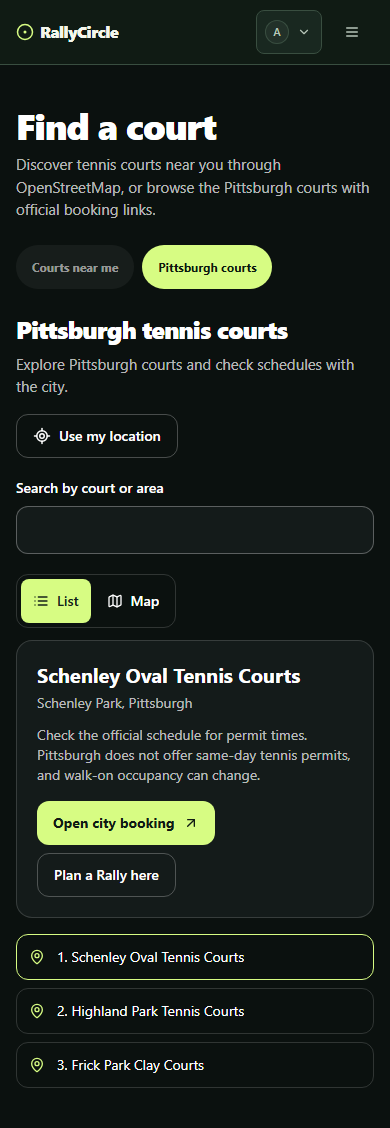 RallyCircle
A
Find a court
Discover tennis courts near you through
OpenStreetMap, or browse the Pittsburgh courts with
official booking links.
Courts near me
Pittsburgh courts
Pittsburgh tennis courts
Explore Pittsburgh courts and check schedules with
the city.
Use my location
Search by court or area
List
Map
Schenley Oval Tennis Courts
Schenley Park, Pittsburgh
Check the official schedule for permit times.
Pittsburgh does not offer same-day tennis permits,
and walk-on occupancy can change.
Open city booking
Plan a Rally here
1. Schenley Oval Tennis Courts
2. Highland Park Tennis Courts
3. Frick Park Clay Courts